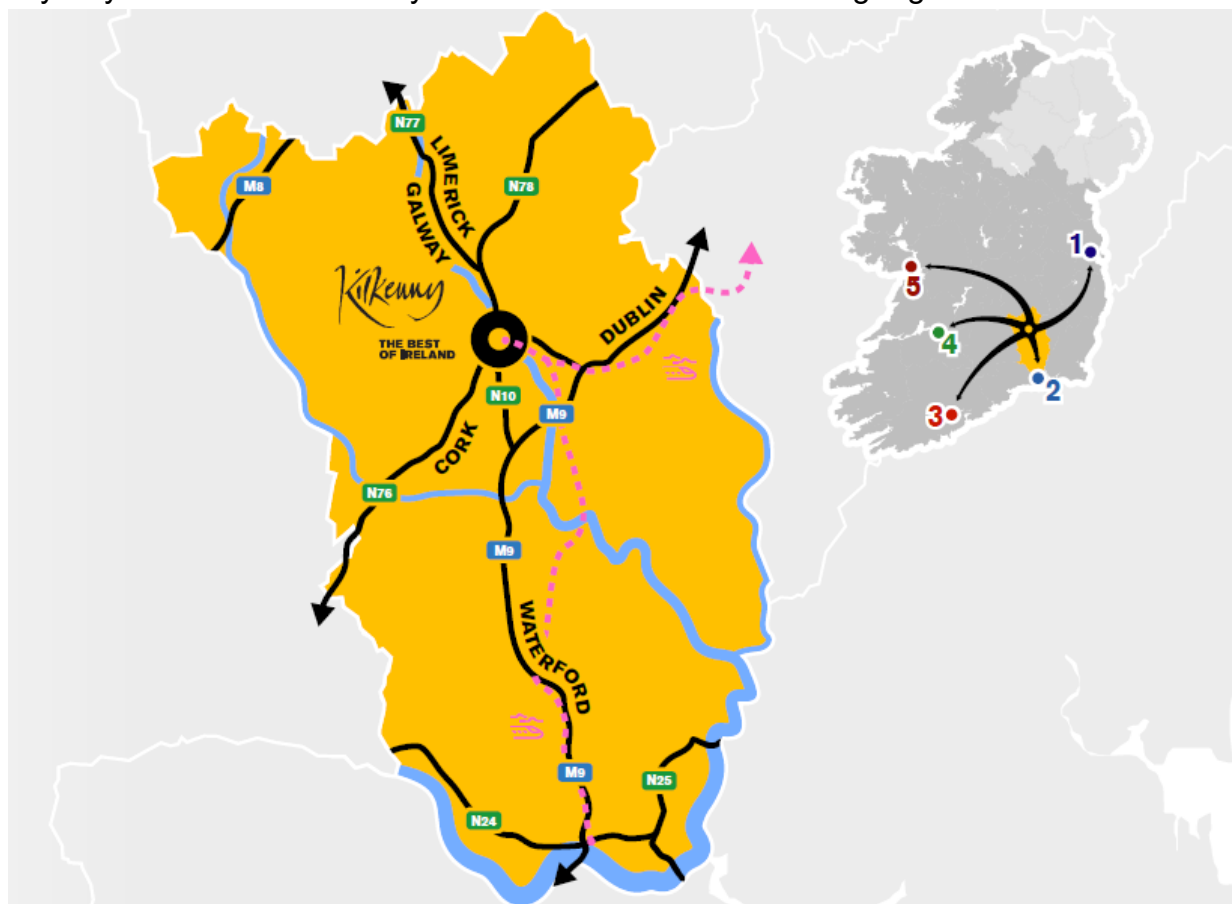 N77
LIMERICK
GALWAY
N78
M8
Kilkenny
THE BEST
OF IRELAND
DUBLIN
N10
M9
CORK
N76
M9
WATERFORD
M9
N25
N24
1
5
4
2
3